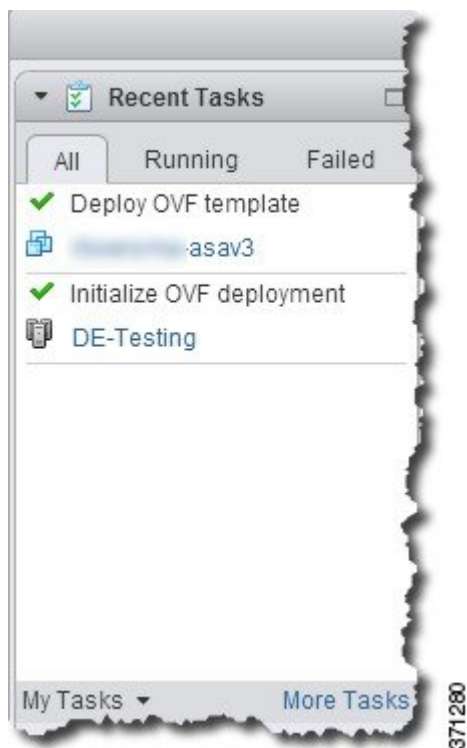 Recent Tasks
All Running Failed
Deploy OVF template
-asav3
Initialize OVF deployment
DE-Testing
My Tasks More Tasks
371280